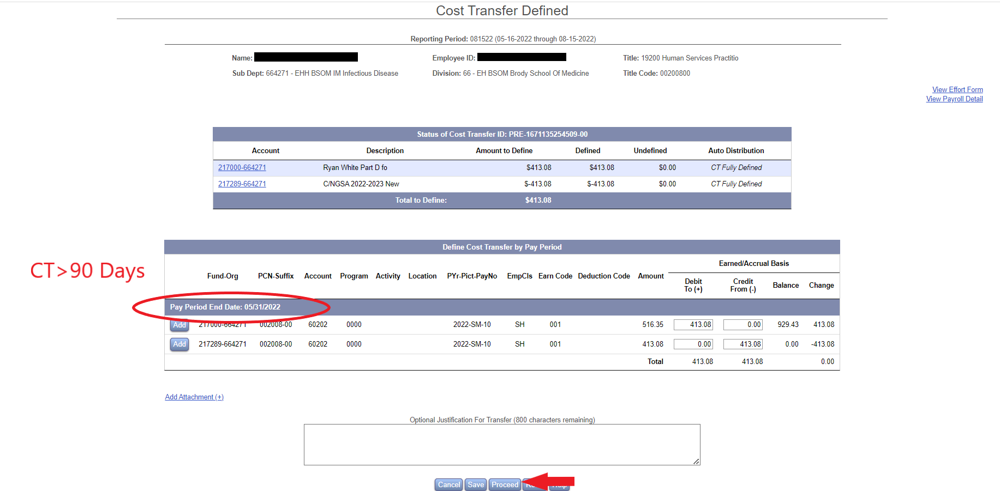 Cost Transfer Defined
Reporting Period: 081522 (05-16-2022 through 08-15-2022)
Name: Employee ID: Title: 19200 Human Services Practitio
Sub Dept: 664271 - EHH BSOM IM Infectious Disease Division: 66 - EH BSOM Brody School Of Medicine Title Code: 00200800
View Effort Form
View Payroll Detail
Status of Cost Transfer ID: PRE-1671135254509-00
Account Description Amount to Define Defined Undefined Auto Distribution
217000-664271 Ryan White Part D fo $413.08 $413.08 $0.00 CT Fully Defined
217289-664271 C/NGSA 2022-2023 New $-413.08 $-413.08 $0.00 CT Fully Defined
Total to Define: $413.08
Define Cost Transfer by Pay Period
CT>90 Days
Earned/Accrual Basis
Fund-Org PCN-Suffix Account Program Activity Location PYr-Pict-PayNo EmpCls Earn Code Deduction Code Amount Debit To (+) Credit From (-) Balance Change
Pay Period End Date: 05/31/2022
Add 217000-664271 002008-00 60202 0000 2022-SM-10 SH 001 516.35 413.08 0.00 929.43 413.08
Add 217289-664271 002008-00 60202 0000 2022-SM-10 SH 001 413.08 0.00 413.08 0.00 -413.08
Total 413.08 413.08 0.00
Add Attachment (+)
Optional Justification For Transfer (800 characters remaining)
Cancel Save Proceed Help